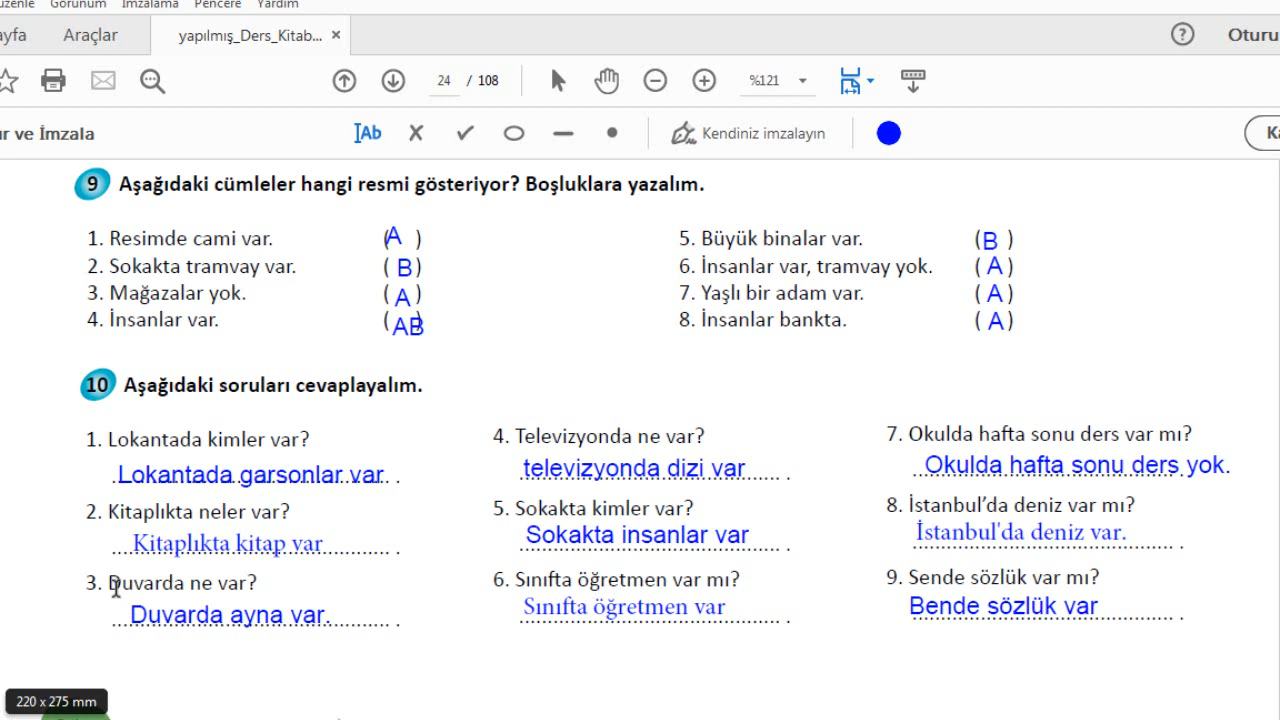 Düzenle Görünüm İmzalama Pencere Yardım
Araçlar yapılmış_Ders_Kitab... × ? Oturu
24 / 108 %121
r ve İmzala IAb Kendiniz imzalayın
9 Aşağıdaki cümleler hangi resmi gösteriyor? Boşluklara yazalım.
1. Resimde cami var. (A )
2. Sokakta tramvay var. ( B )
3. Mağazalar yok. ( A )
4. İnsanlar var. ( AB )
5. Büyük binalar var. (B )
6. İnsanlar var, tramvay yok. ( A )
7. Yaşlı bir adam var. ( A )
8. İnsanlar bankta. ( A )
10 Aşağıdaki soruları cevaplayalım.
1. Lokantada kimler var?
Lokantada garsonlar var .
2. Kitaplıkta neler var?
Kitaplıkta kitap var .
3. Duvarda ne var?
Duvarda ayna var. .
4. Televizyonda ne var?
televizyonda dizi var .
5. Sokakta kimler var?
Sokakta insanlar var .
6. Sınıfta öğretmen var mı?
Sınıfta öğretmen var .
7. Okulda hafta sonu ders var mı?
Okulda hafta sonu ders yok.
8. İstanbul’da deniz var mı?
İstanbul'da deniz var. .
9. Sende sözlük var mı?
Bende sözlük var .
220 x 275 mm